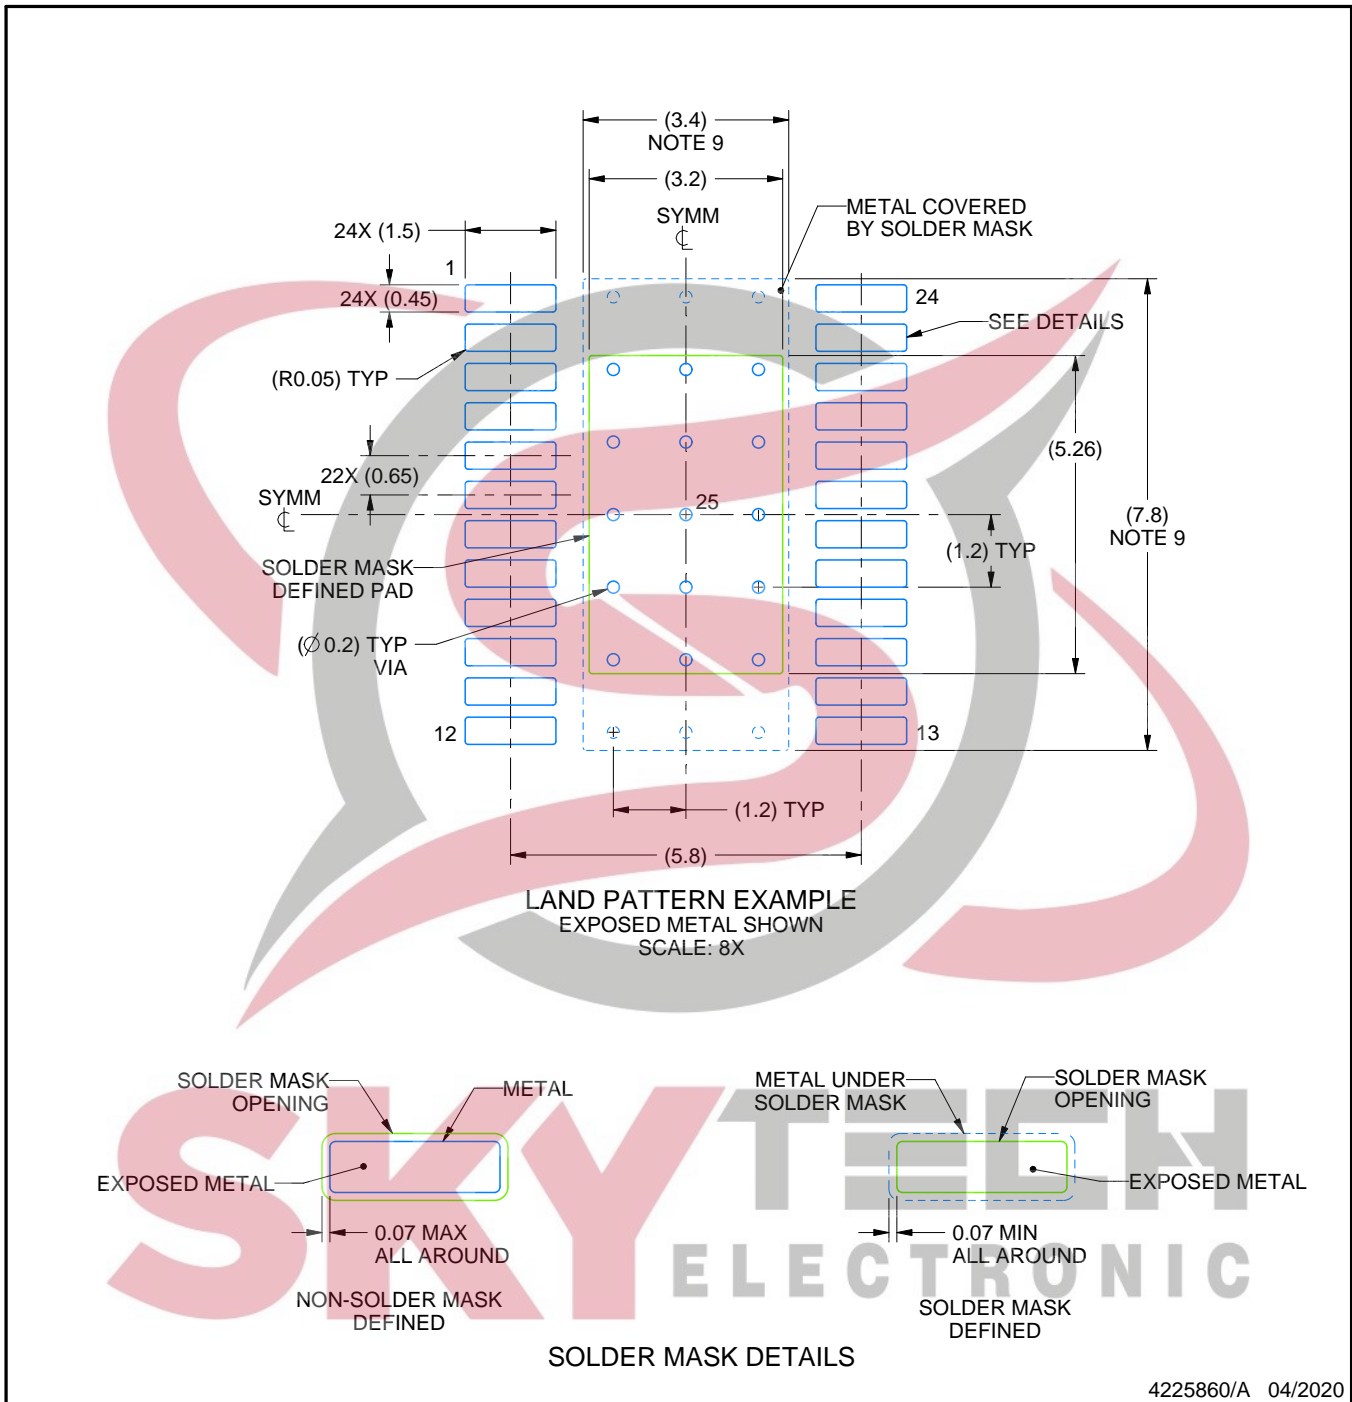 (3.4)
NOTE 9
(3.2)
SYMM
METAL COVERED
BY SOLDER MASK
24X (1.5)
1
24X (0.45)
24
SEE DETAILS
(R0.05) TYP
(5.26)
22X (0.65)
SYMM
25
(7.8)
NOTE 9
(1.2) TYP
SOLDER MASK
DEFINED PAD
(Ø 0.2) TYP
VIA
12
13
(1.2) TYP
(5.8)
LAND PATTERN EXAMPLE
EXPOSED METAL SHOWN
SCALE: 8X
SOLDER MASK
OPENING
METAL
EXPOSED METAL
0.07 MAX
ALL AROUND
NON-SOLDER MASK
DEFINED
METAL UNDER
SOLDER MASK
SOLDER MASK
OPENING
EXPOSED METAL
0.07 MIN
ALL AROUND
SOLDER MASK
DEFINED
SKY TECH
ELECTRONIC
SOLDER MASK DETAILS
4225860/A 04/2020